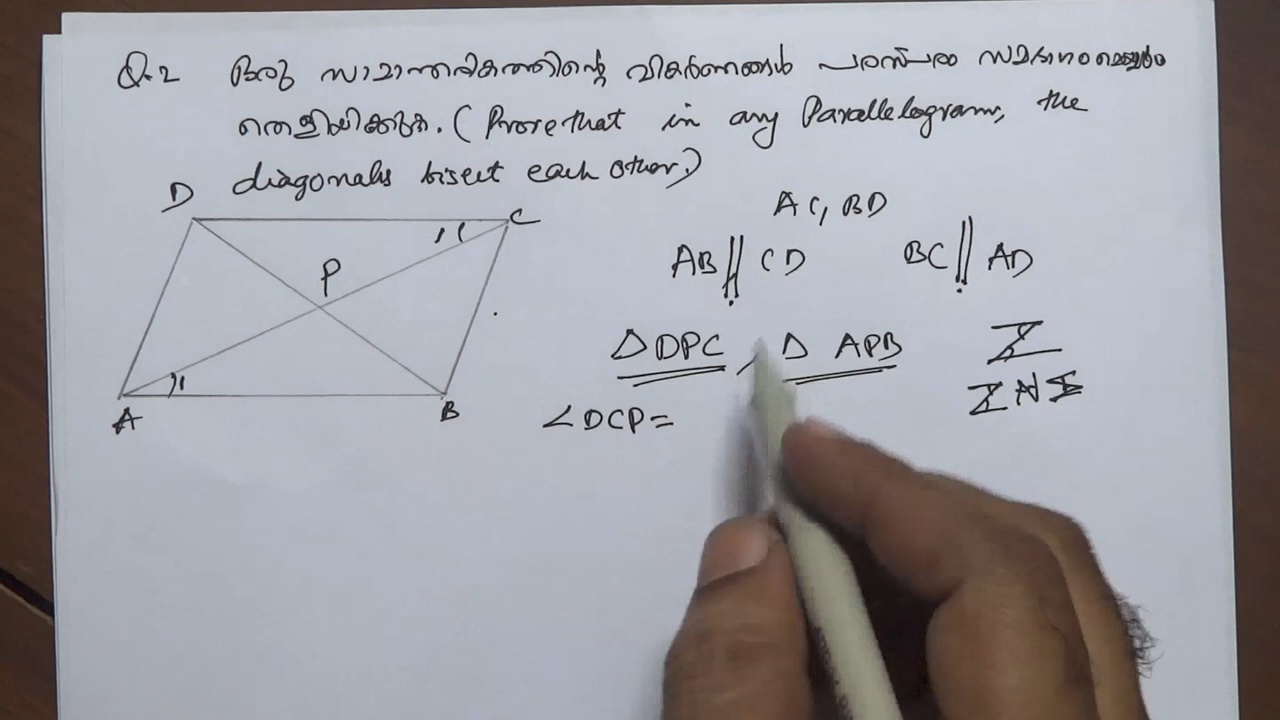 Q.2 ഒരു സാമാന്തരികത്തിന്റെ വികർണങ്ങൾ പരസ്പരം
തെളിയിക്കുക. (Prove that in any Parallelogram, the
diagonals bisect each other.)
D
C
P
A
B
AC, BD
AB || CD BC || AD
Δ DPC, Δ APB Z
∠DCP= Z N